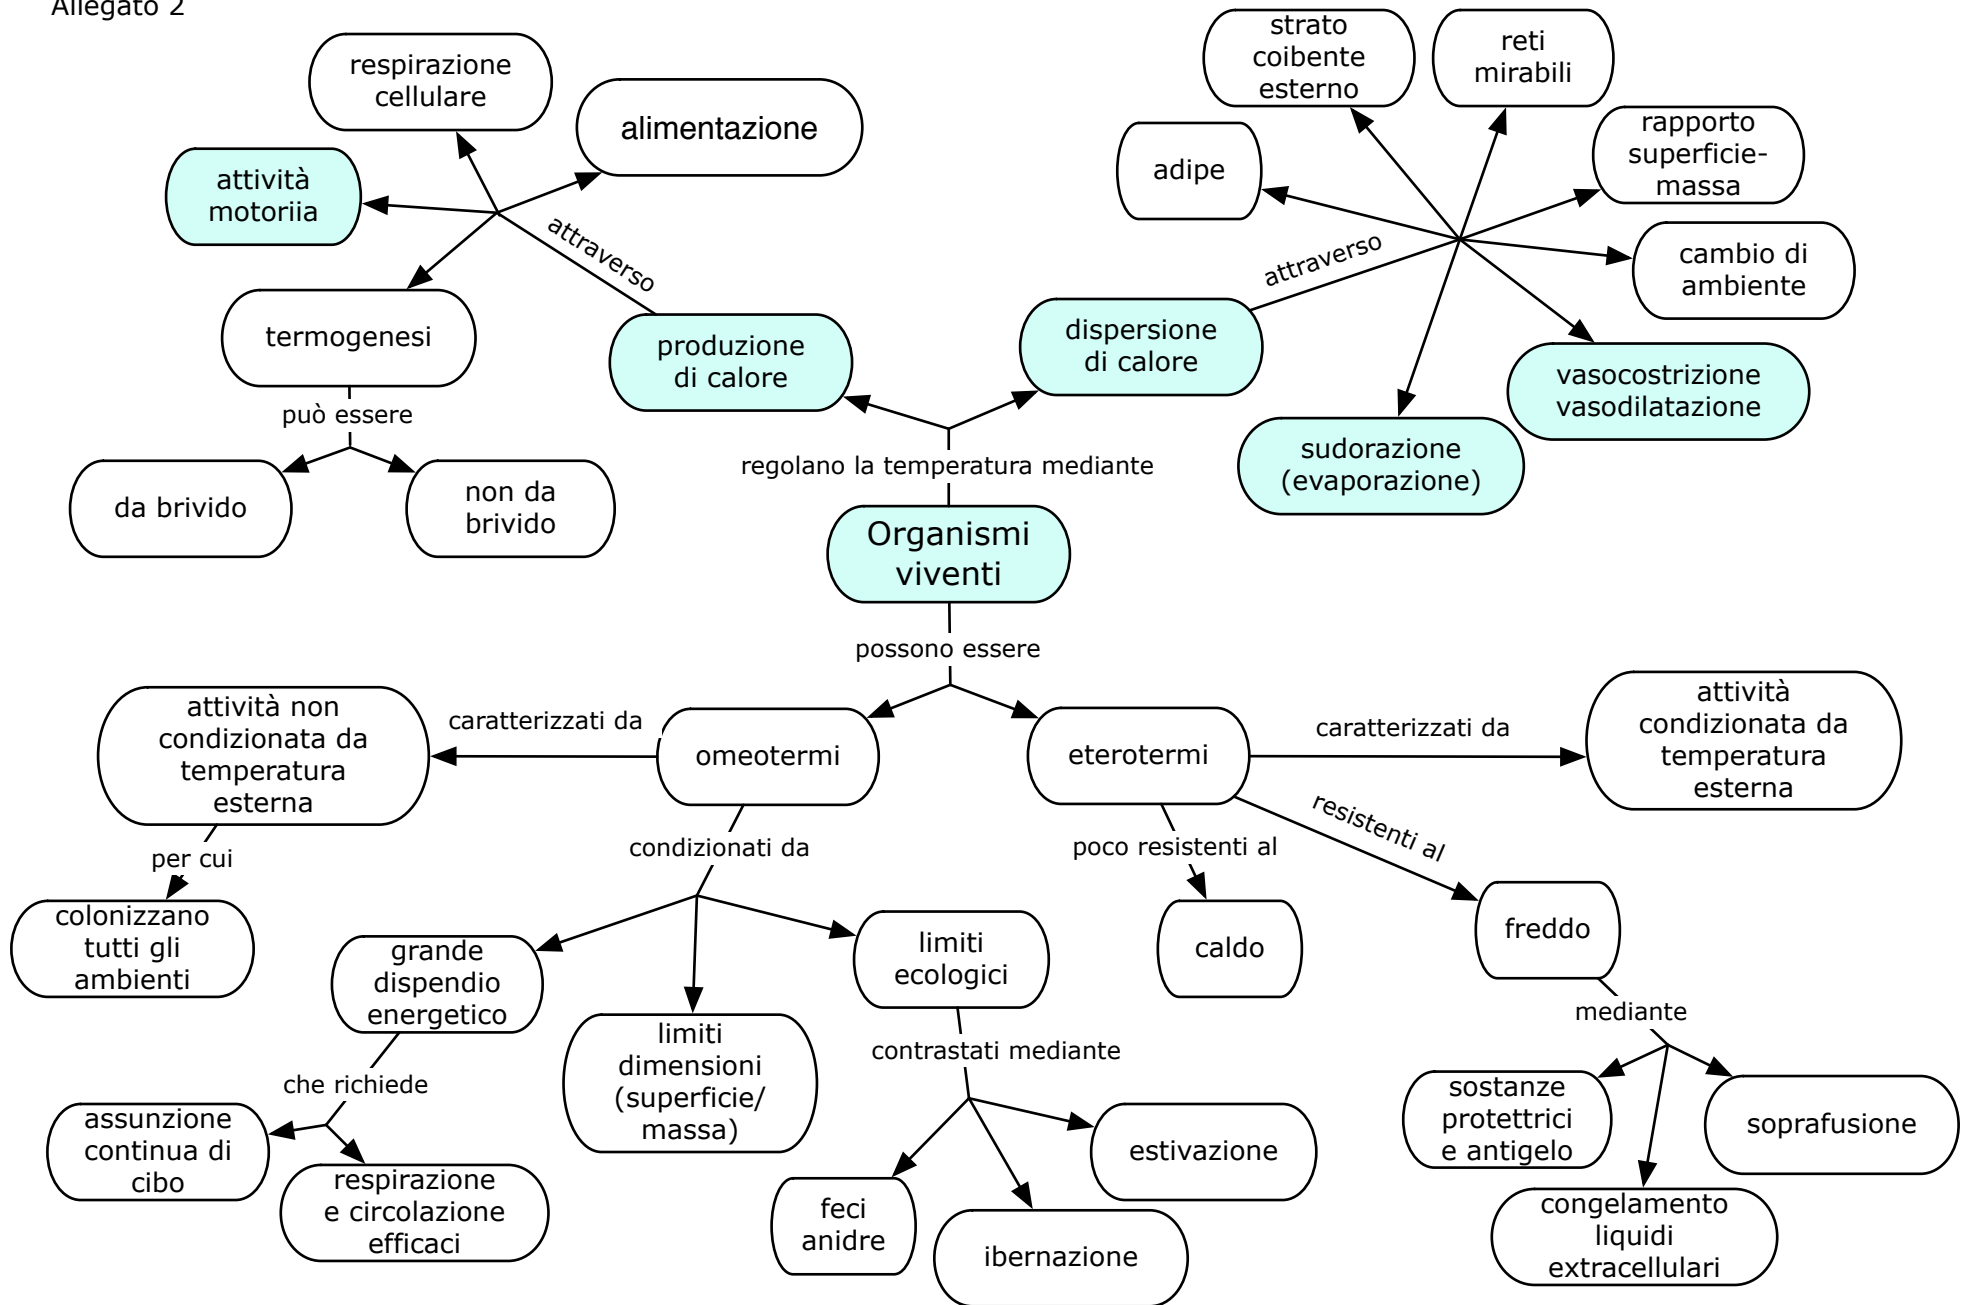 Allegato 2
respirazione
cellulare
alimentazione
attività
motoriia
attraverso
termogenesi
può essere
da brivido
non da
brivido
produzione
di calore
strato
coibente
esterno
reti
mirabili
adipe
rapporto
superficie-
massa
attraverso
cambio di
ambiente
dispersione
di calore
vasocostrizione
vasodilatazione
sudorazione
(evaporazione)
regolano la temperatura mediante
Organismi
viventi
possono essere
attività non
condizionata da
temperatura
esterna
caratterizzati da
omeotermi
eterotermi
caratterizzati da
attività
condizionata da
temperatura
esterna
per cui
colonizzano
tutti gli
ambienti
condizionati da
grande
dispendio
energetico
limiti
dimensioni
(superficie/
massa)
limiti
ecologici
che richiede
assunzione
continua di
cibo
respirazione
e circolazione
efficaci
contrastati mediante
feci
anidre
ibernazione
estivazione
poco resistenti al
caldo
resistenti al
freddo
mediante
sostanze
protettrici
e antigelo
congelamento
liquidi
extracellulari
soprafusione